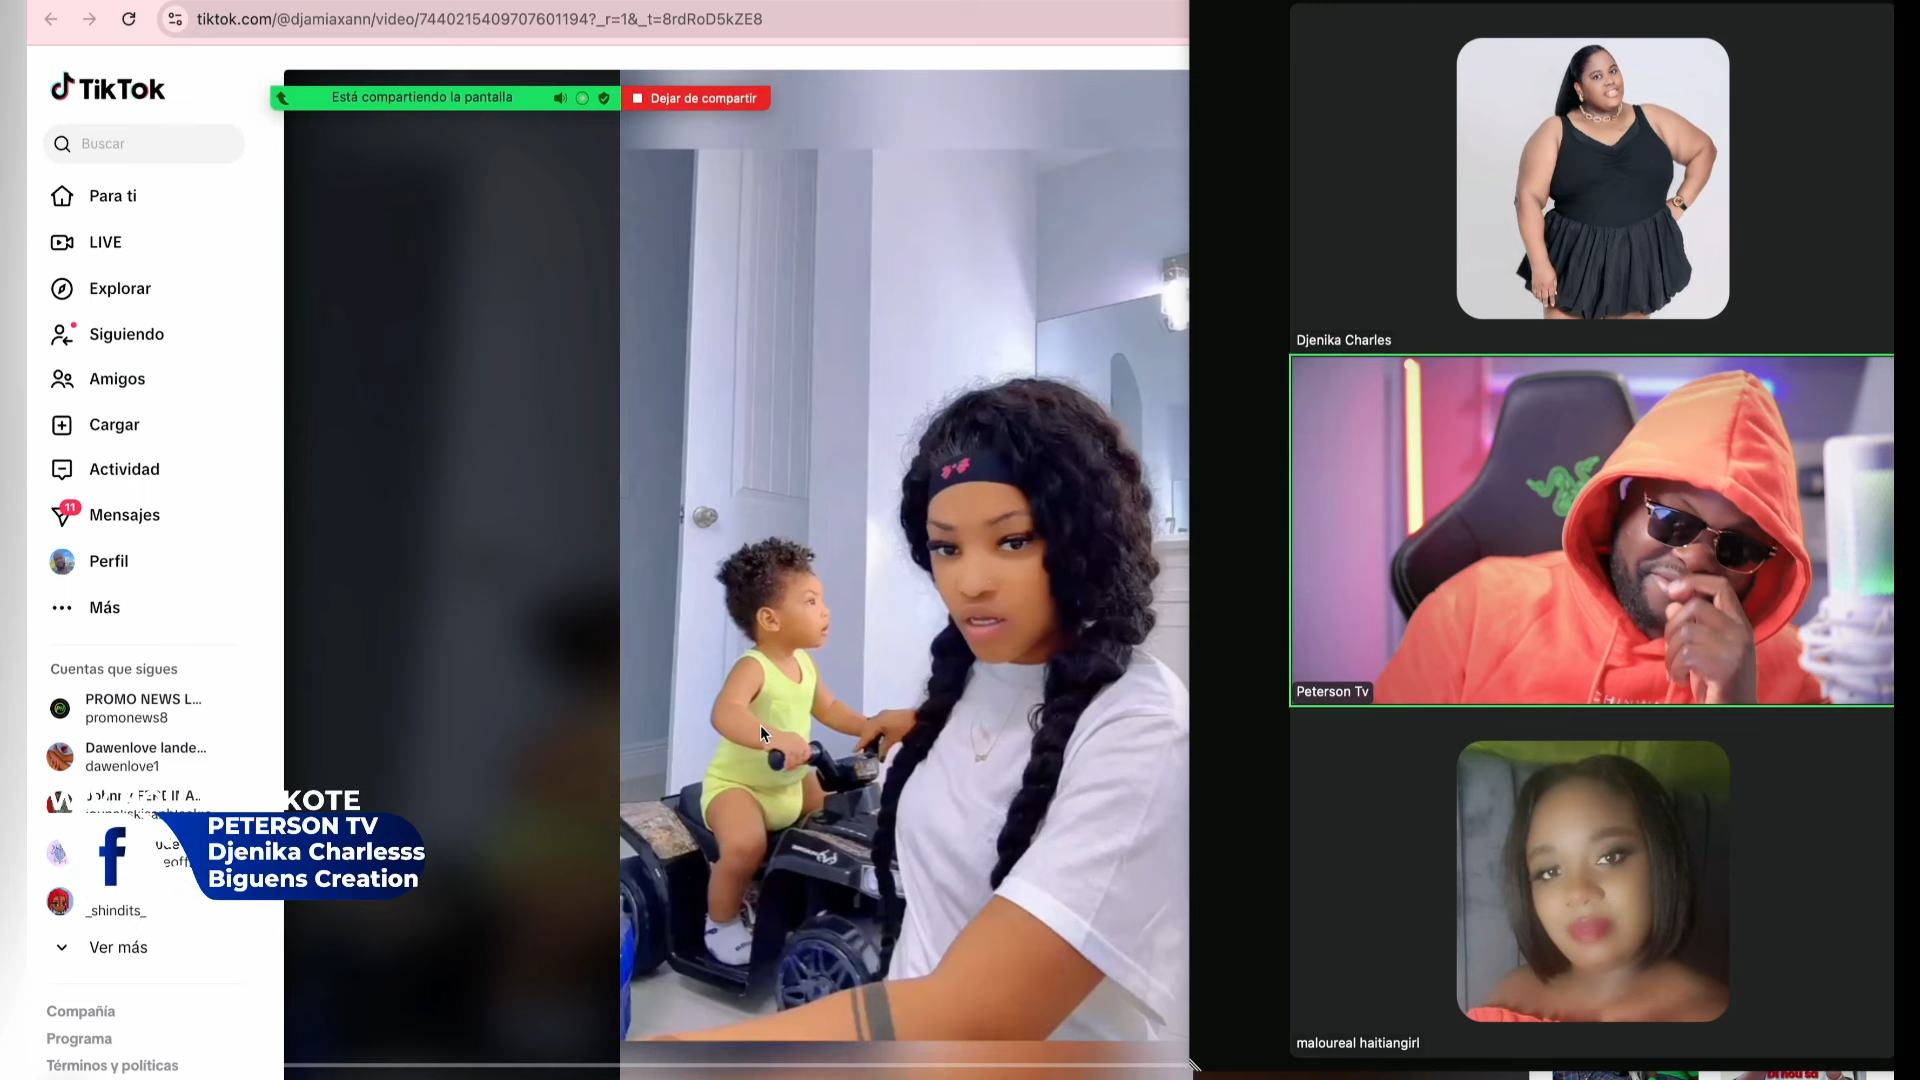 tiktok.com/@djamiaxann/video/7440215409707601194?_r=1&_t=8rdRoD5kZE8
TikTok
Está compartiendo la pantalla
Dejar de compartir
Buscar
Para ti
LIVE
Explorar
Siguiendo
Amigos
Cargar
Actividad
11
Mensajes
Perfil
Más
Cuentas que sigues
PROMO NEWS L...
promonews8
Dawenlove lande...
dawenlove1
KOTE
PETERSON TV
Djenika Charlesss
Biguens Creation
_shindits_
Ver más
Compañía
Programa
Términos y políticas
Djenika Charles
Peterson Tv
maloureal haitiangirl